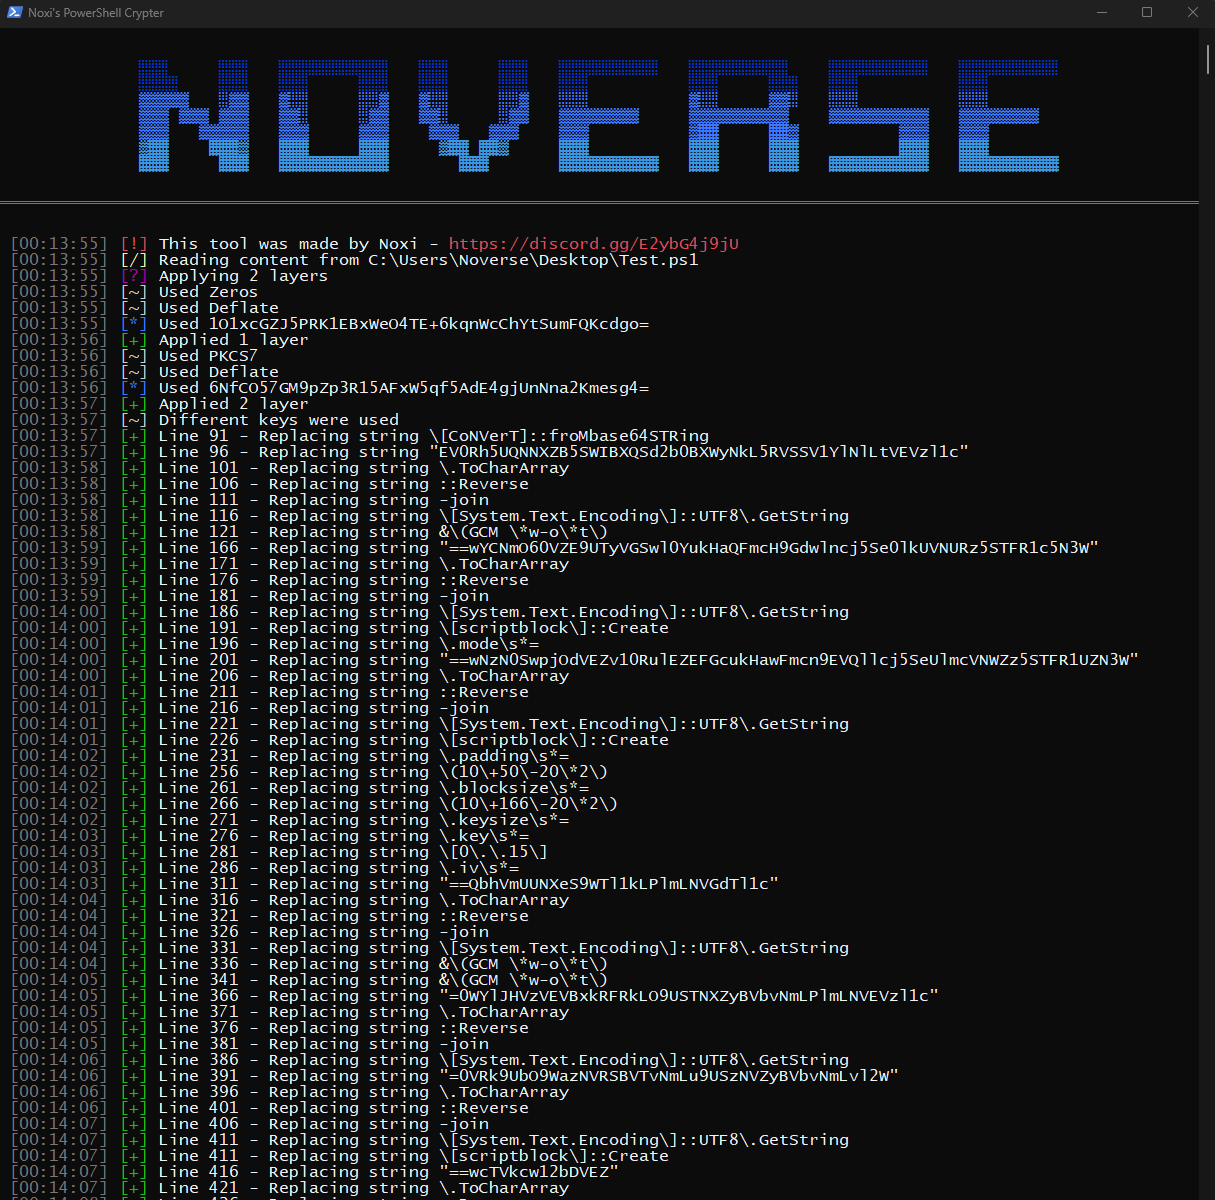 Noxi's PowerShell Crypter
NOVERSE
[00:13:55] [!] This tool was made by Noxi - https://discord.gg/E2ybG4j9jU
[00:13:55] [/] Reading content from C:\Users\Noverse\Desktop\Test.ps1
[00:13:55] [?] Applying 2 layers
[00:13:55] [~] Used Zeros
[00:13:55] [~] Used Deflate
[00:13:55] [*] Used 1O1xcGZJ5PRK1EBxWeO4TE+6kqnWcChYtSumFQKcdgo=
[00:13:56] [+] Applied 1 layer
[00:13:56] [~] Used PKCS7
[00:13:56] [~] Used Deflate
[00:13:56] [*] Used 6NfCO57GM9pZp3R15AFxW5qf5AdE4gjUnNna2Kmesg4=
[00:13:57] [+] Applied 2 layer
[00:13:57] [~] Different keys were used
[00:13:57] [+] Line 91 - Replacing string \[CoNVerT]::froMbase64STRing
[00:13:57] [+] Line 96 - Replacing string "EV0Rh5UQNNXZB5SWIBXQSd2b0BXWyNkL5RVSSV1YlNlLtVEVzl1c"
[00:13:58] [+] Line 101 - Replacing string \.ToCharArray
[00:13:58] [+] Line 106 - Replacing string ::Reverse
[00:13:58] [+] Line 111 - Replacing string -join
[00:13:58] [+] Line 116 - Replacing string \[System.Text.Encoding\]::UTF8\.GetString
[00:13:58] [+] Line 121 - Replacing string &\(GCM \*w-o\*t\)
[00:13:59] [+] Line 166 - Replacing string "==wYCNmO60VZE9UTyVGSwl0YukHaQFmcH9Gdwlncj5Se0lkUVNURz5STFR1c5N3W"
[00:13:59] [+] Line 171 - Replacing string \.ToCharArray
[00:13:59] [+] Line 176 - Replacing string ::Reverse
[00:13:59] [+] Line 181 - Replacing string -join
[00:14:00] [+] Line 186 - Replacing string \[System.Text.Encoding\]::UTF8\.GetString
[00:14:00] [+] Line 191 - Replacing string \[scriptblock\]::Create
[00:14:00] [+] Line 196 - Replacing string \.mode\s*=
[00:14:00] [+] Line 201 - Replacing string "==wNzN0SwpjOdVEZv10RulEZEFGcukHawFmcn9EVQllcj5SeUlmcVNWZz5STFR1UZN3W"
[00:14:00] [+] Line 206 - Replacing string \.ToCharArray
[00:14:01] [+] Line 211 - Replacing string ::Reverse
[00:14:01] [+] Line 216 - Replacing string -join
[00:14:01] [+] Line 221 - Replacing string \[System.Text.Encoding\]::UTF8\.GetString
[00:14:01] [+] Line 226 - Replacing string \[scriptblock\]::Create
[00:14:02] [+] Line 231 - Replacing string \.padding\s*=
[00:14:02] [+] Line 256 - Replacing string \(10\+50\-20\*2\)
[00:14:02] [+] Line 261 - Replacing string \.blocksize\s*=
[00:14:02] [+] Line 266 - Replacing string \(10\+166\-20\*2\)
[00:14:02] [+] Line 271 - Replacing string \.keysize\s*=
[00:14:03] [+] Line 276 - Replacing string \.key\s*=
[00:14:03] [+] Line 281 - Replacing string \[0\.\.15\]
[00:14:03] [+] Line 286 - Replacing string \.iv\s*=
[00:14:03] [+] Line 311 - Replacing string "==QbhVmUUNXeS9WTl1kLPlmLNVGdTl1c"
[00:14:04] [+] Line 316 - Replacing string \.ToCharArray
[00:14:04] [+] Line 321 - Replacing string ::Reverse
[00:14:04] [+] Line 326 - Replacing string -join
[00:14:04] [+] Line 331 - Replacing string \[System.Text.Encoding\]::UTF8\.GetString
[00:14:04] [+] Line 336 - Replacing string &\(GCM \*w-o\*t\)
[00:14:05] [+] Line 341 - Replacing string &\(GCM \*w-o\*t\)
[00:14:05] [+] Line 366 - Replacing string "=0WYlJHVzVEVBxkRFRkLO9USTNXZyBVbvNmLPlmLNVEVzl1c"
[00:14:05] [+] Line 371 - Replacing string \.ToCharArray
[00:14:05] [+] Line 376 - Replacing string ::Reverse
[00:14:05] [+] Line 381 - Replacing string -join
[00:14:06] [+] Line 386 - Replacing string \[System.Text.Encoding\]::UTF8\.GetString
[00:14:06] [+] Line 391 - Replacing string "=0VRk9UbO9WazNVRSBVTvNmLu9USzNVZyBVbvNmLvl2W"
[00:14:06] [+] Line 396 - Replacing string \.ToCharArray
[00:14:06] [+] Line 401 - Replacing string ::Reverse
[00:14:07] [+] Line 406 - Replacing string -join
[00:14:07] [+] Line 411 - Replacing string \[System.Text.Encoding\]::UTF8\.GetString
[00:14:07] [+] Line 411 - Replacing string \[scriptblock\]::Create
[00:14:07] [+] Line 416 - Replacing string "==wcTVkcw12bDVEZ"
[00:14:07] [+] Line 421 - Replacing string \.ToCharArray